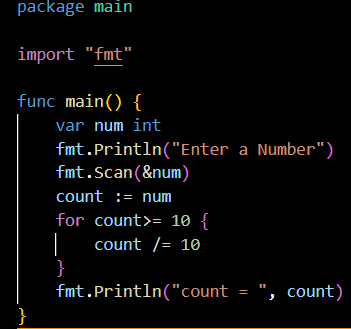 package main
import "fmt"
func main() {
    var num int
    fmt.Println("Enter a Number")
    fmt.Scan(&num)
    count := num
    for count>= 10 {
        count /= 10
    }
    fmt.Println("count = ", count)
}